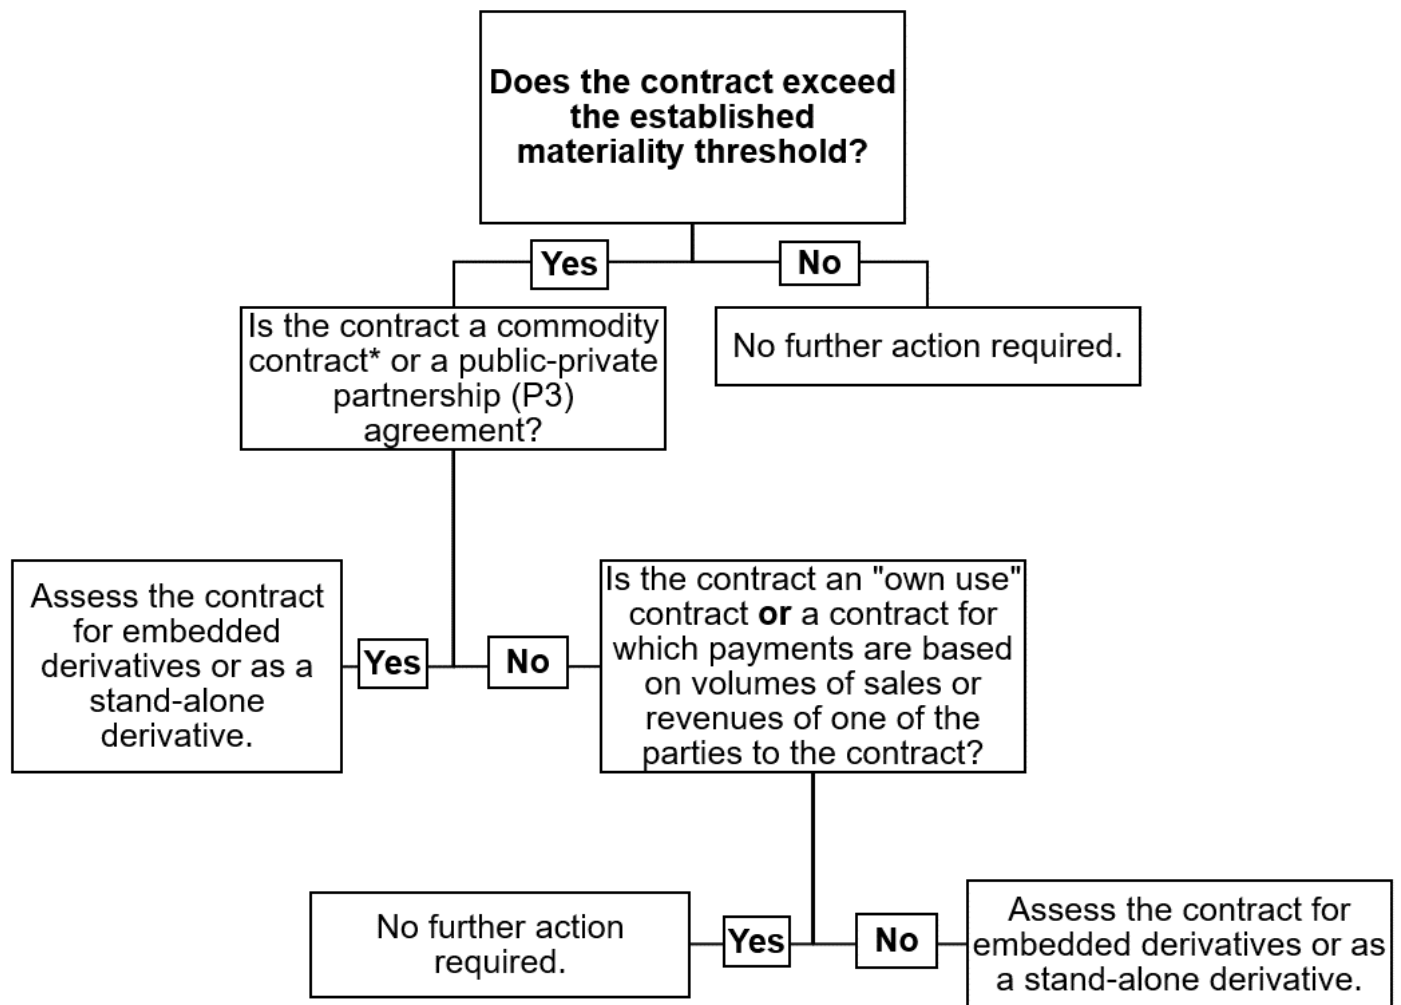 Does the contract exceed
the established
materiality threshold?
Yes
No
Is the contract a commodity
contract* or a public-private
partnership (P3)
agreement?
No further action required.
Assess the contract
for embedded
derivatives or as a
stand-alone
derivative.
Yes
No
Is the contract an "own use"
contract or a contract for
which payments are based
on volumes of sales or
revenues of one of the
parties to the contract?
No further action
required.
Yes
No
Assess the contract for
embedded derivatives or as
a stand-alone derivative.